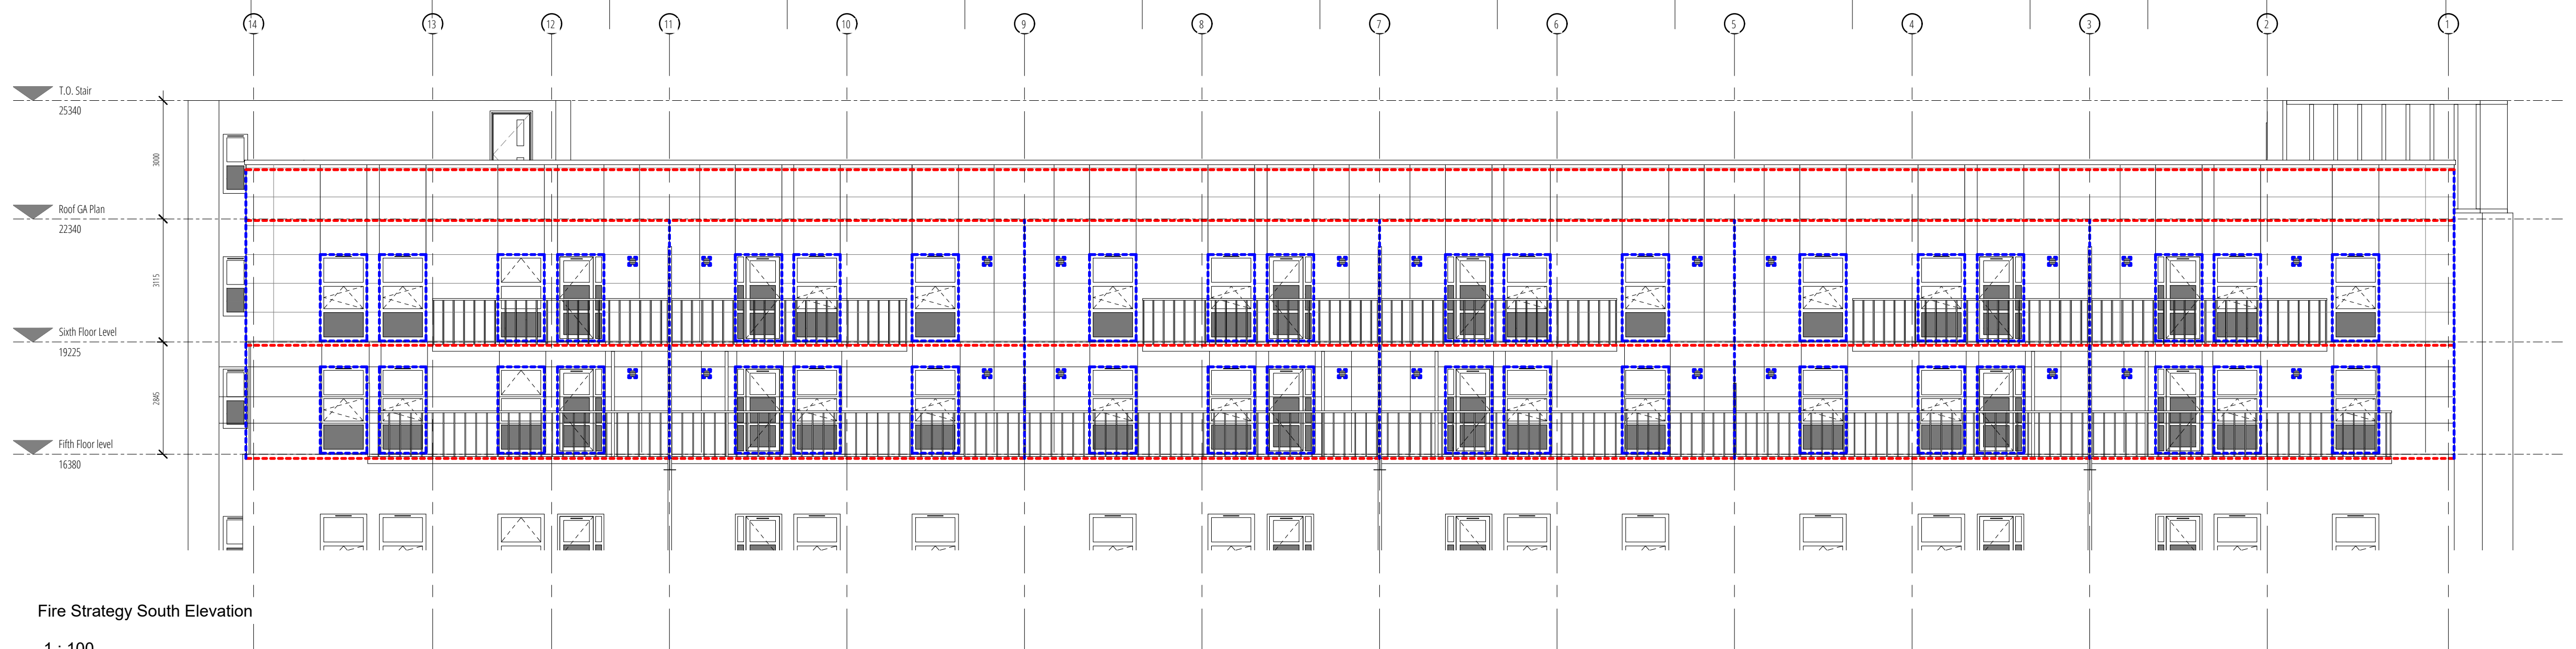 14 13 12 11 10 9 8 7 6 5 4 3 2 1
T.O. Stair
25340
3000
Roof GA Plan
22340
3115
Sixth Floor Level
19225
2845
Fifth Floor level
16380
Fire Strategy South Elevation
1 : 100